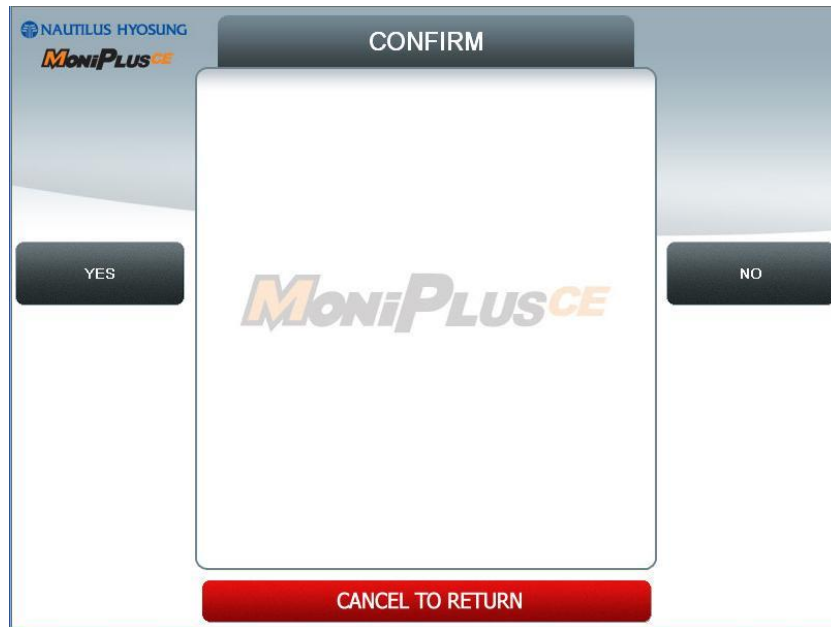 NAUTILUS HYOSUNG
MoniPlusCE
CONFIRM
YES
NO
MoniPlusCE
CANCEL TO RETURN